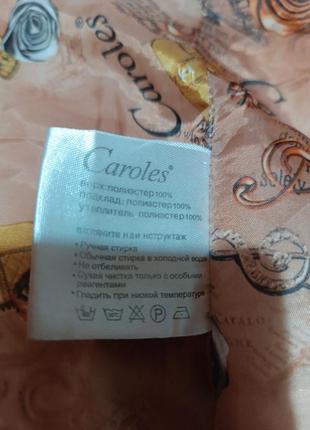 Caroles
Caroles®
верх: полиэстер 100%
подклад: полиэстер 100%
утеплитель полиэстер 100%
• Ручная стирка
• Обычная стирка в холодной воде
• Не отбеливать
• Сухая чистка только с особыми
реагентами
• Гладить при низкой температуре
P
Caroles